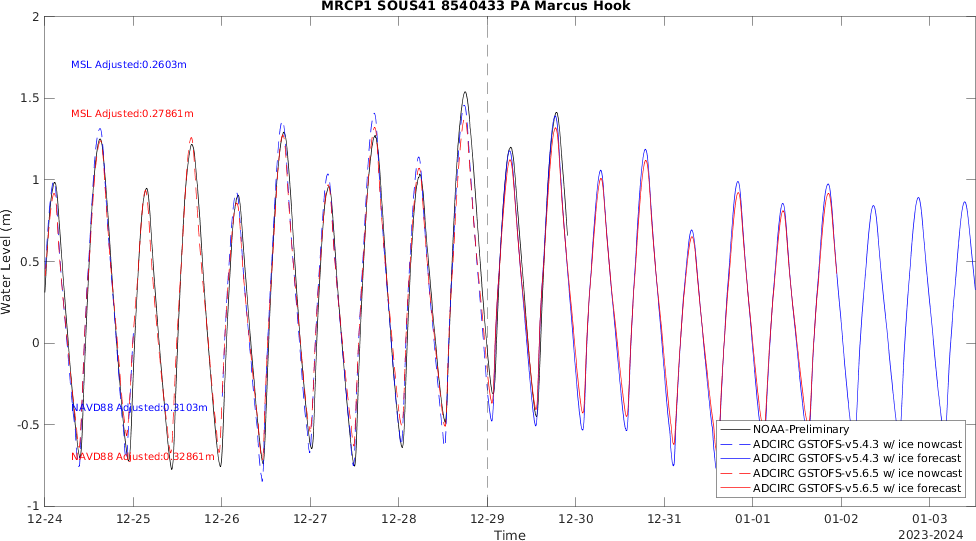 MRCP1 SOUS41 8540433 PA Marcus Hook
2
MSL Adjusted:0.2603m
1.5
MSL Adjusted:0.27861m
1
Water Level (m)
0.5
0
NAVD88 Adjusted:0.3103m
-0.5
NOAA-Preliminary
ADCIRC GSTOFS-v5.4.3 w/ ice nowcast
NAVD88 Adjusted:0.32861m
ADCIRC GSTOFS-v5.4.3 w/ ice forecast
ADCIRC GSTOFS-v5.6.5 w/ ice nowcast
ADCIRC GSTOFS-v5.6.5 w/ ice forecast
-1
12-24 12-25 12-26 12-27 12-28 12-29 12-30 12-31 01-01 01-02 01-03
Time
2023-2024